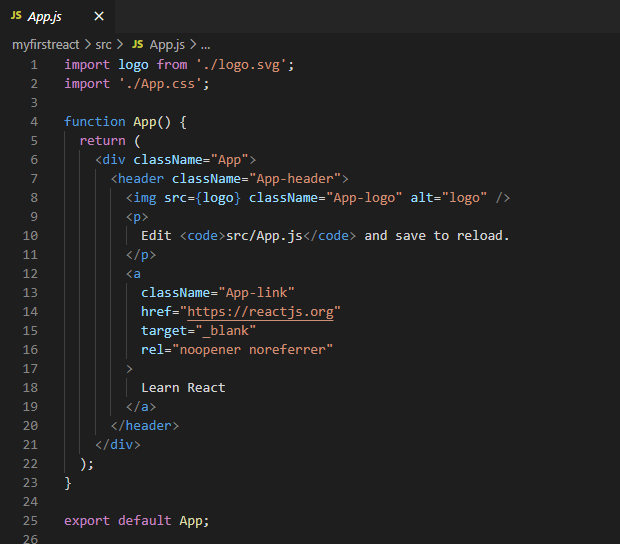 JS App.js ×
myfirstreact > src > JS App.js > ...
1 import logo from './logo.svg';
2 import './App.css';
3
4 function App() {
5   return (
6     <div className="App">
7       <header className="App-header">
8         <img src={logo} className="App-logo" alt="logo" />
9         <p>
10           Edit <code>src/App.js</code> and save to reload.
11         </p>
12         <a
13           className="App-link"
14           href="https://reactjs.org"
15           target="_blank"
16           rel="noopener noreferrer"
17         >
18           Learn React
19         </a>
20       </header>
21     </div>
22   );
23 }
24
25 export default App;
26